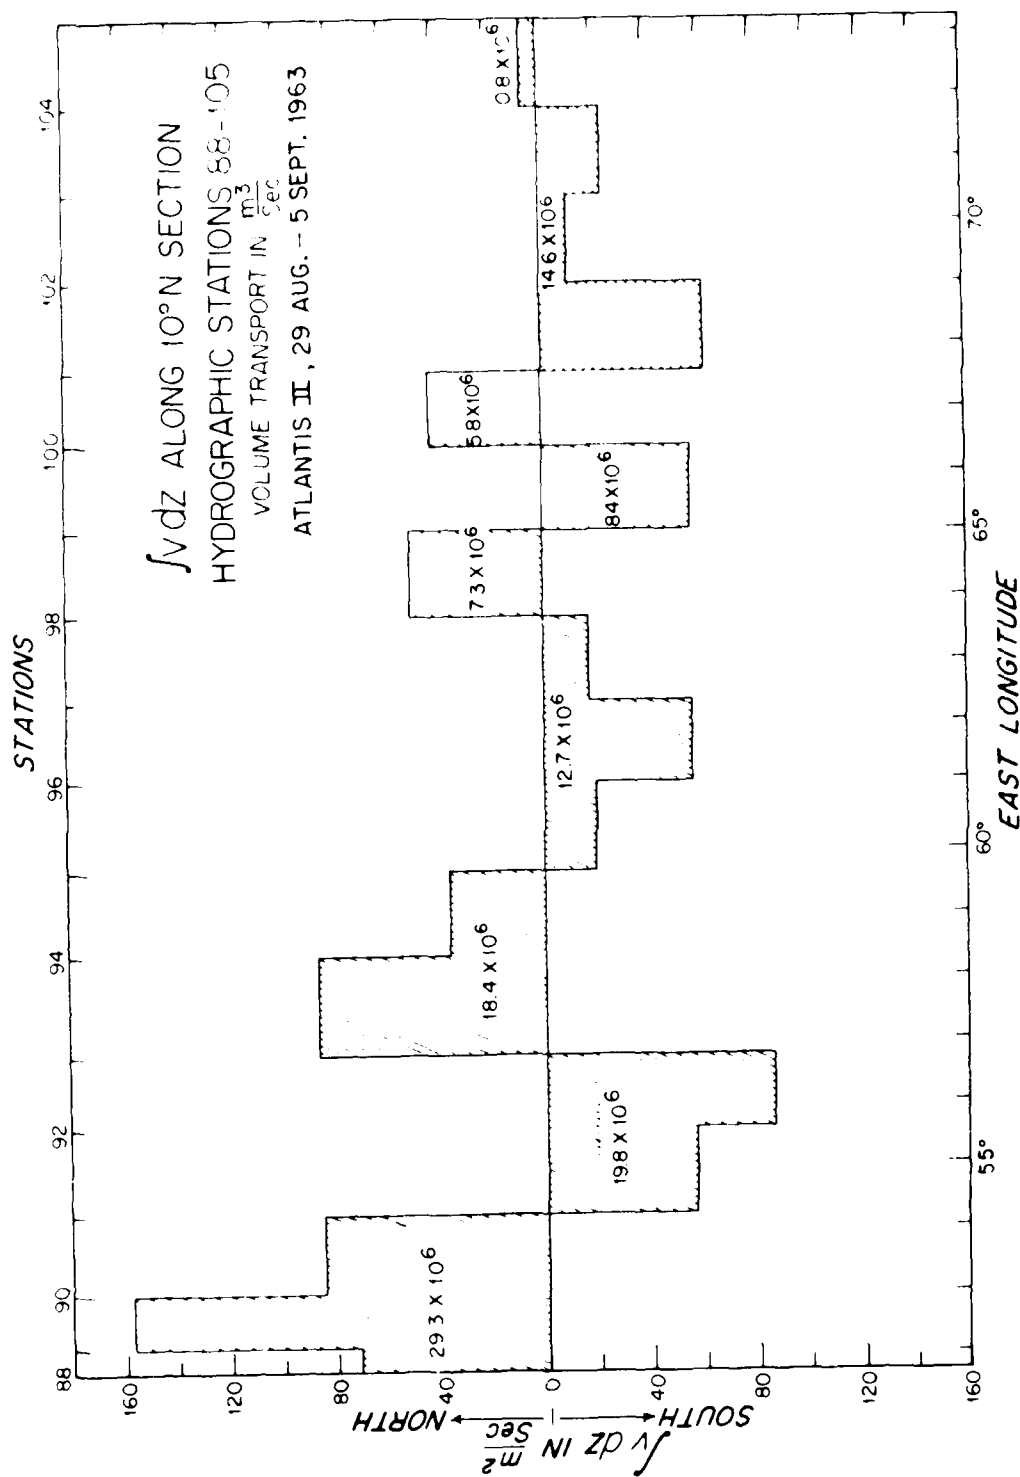 STATIONS
88
90
92
94
96
98
100
102
104
∫V dZ ALONG 10°N SECTION
HYDROGRAPHIC STATIONS 88-105
VOLUME TRANSPORT IN m³/sec
ATLANTIS II, 29 AUG.-5 SEPT. 1963
29.3 X 10⁶
19.8 X 10⁶
18.4 X 10⁶
12.7 X 10⁶
7.3 X 10⁶
8.4 X 10⁶
5.8 X 10⁶
14.6 X 10⁶
0.8 X 10⁶
160
120
80
40
0
40
80
120
160
∫V dZ IN m²/Sec
SOUTH
NORTH
55°
60°
65°
70°
EAST LONGITUDE